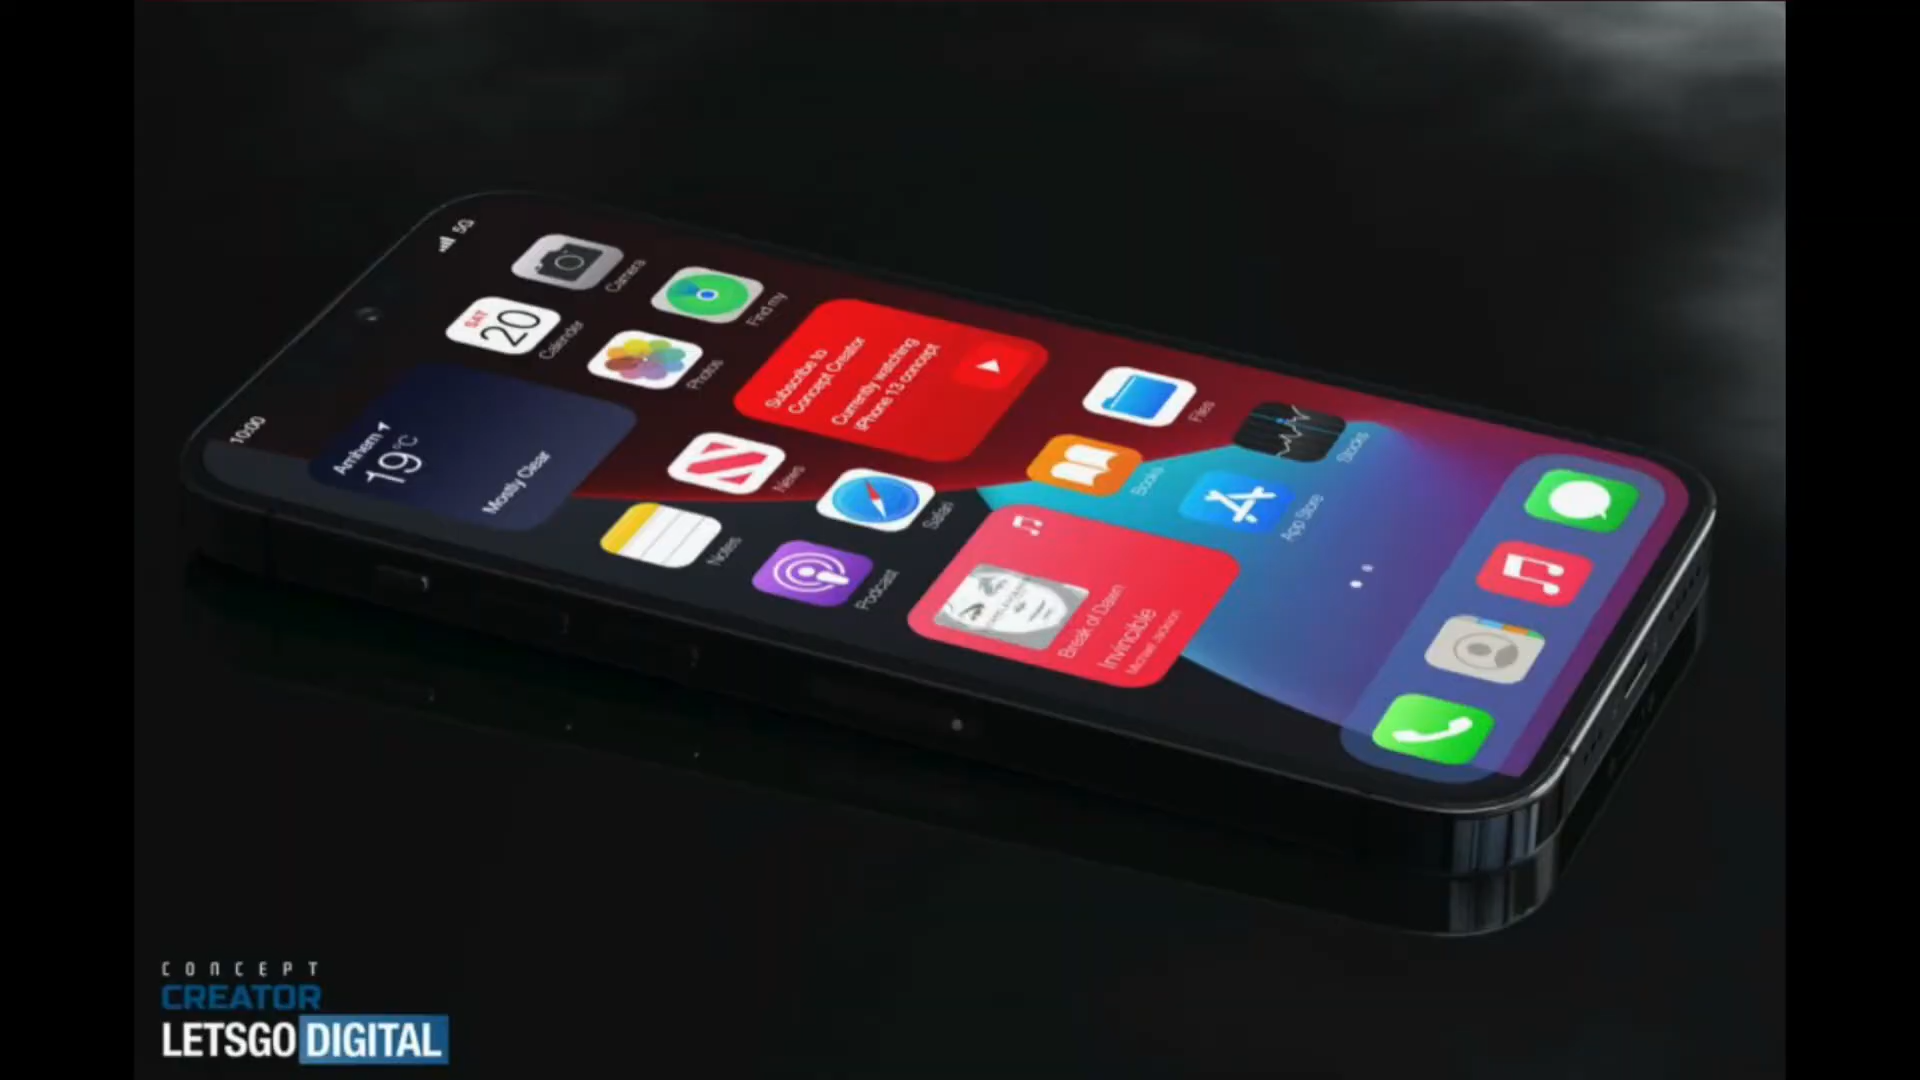 5G
10:00
Camera
SAT
20
Calender
Find my
Photos
Arnhem
19°C
Mostly Clear
Subscribe to
Concept Creator
Currently watching
iPhone 13 concept
News
Notes
Safari
Podcast
Files
Books
Stocks
App Store
Break of Dawn
Invincible
Michael Jackson
CONCEPT
CREATOR
LETSGO DIGITAL